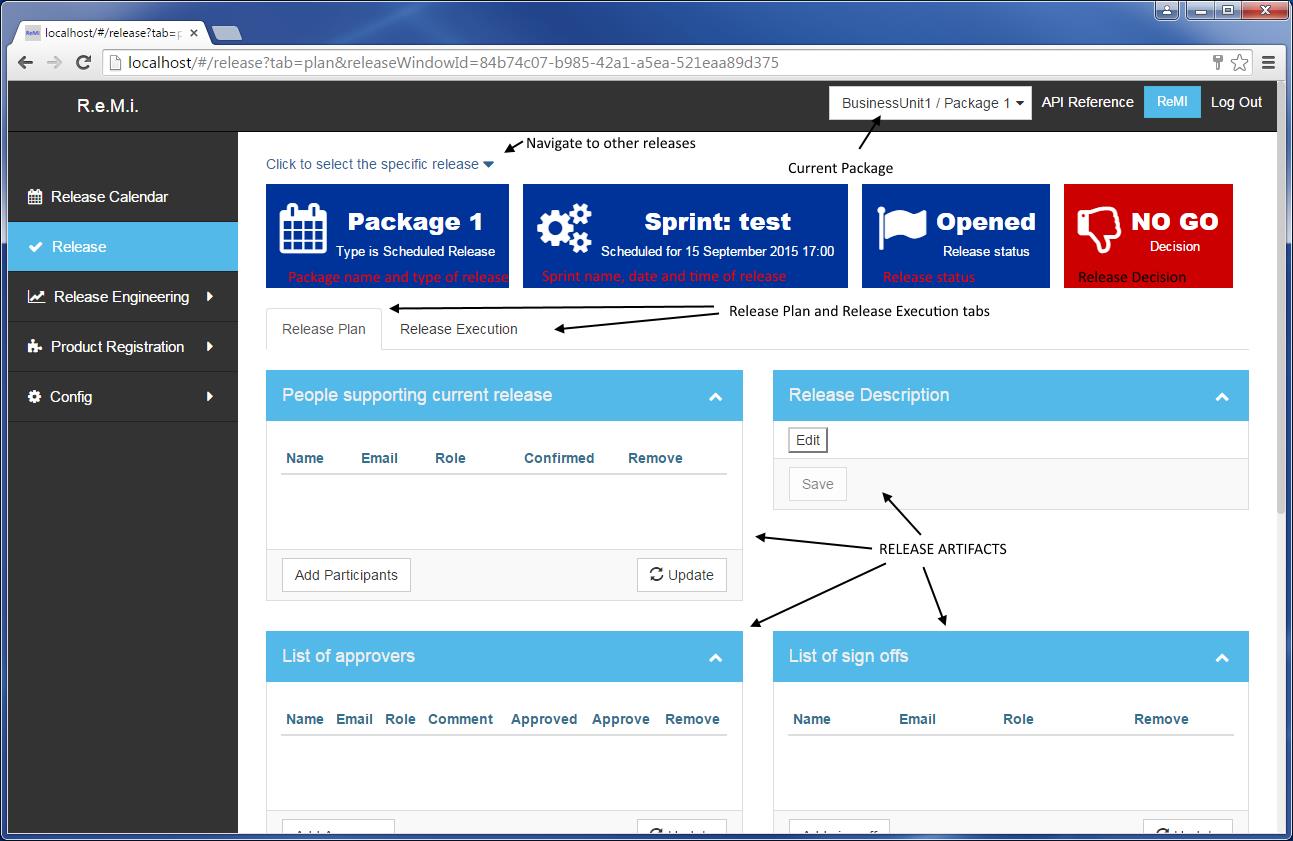 ReMi localhost/#/release?tab=p
localhost/#/release?tab=plan&releaseWindowId=84b74c07-b985-42a1-a5ea-521eaa89d375
R.e.M.i.
BusinessUnit1 / Package 1
API Reference
ReMI
Log Out
Navigate to other releases
Current Package
Click to select the specific release
Release Calendar
Release
Release Engineering
Product Registration
Config
Package 1
Type is Scheduled Release
Package name and type of release
Sprint: test
Scheduled for 15 September 2015 17:00
Sprint name, date and time of release
Opened
Release status
Release status
NO GO
Decision
Release Decision
Release Plan and Release Execution tabs
Release Plan
Release Execution
People supporting current release
Name Email Role Confirmed Remove
Add Participants
Update
Release Description
Edit
Save
RELEASE ARTIFACTS
List of approvers
Name Email Role Comment Approved Approve Remove
List of sign offs
Name Email Role Remove